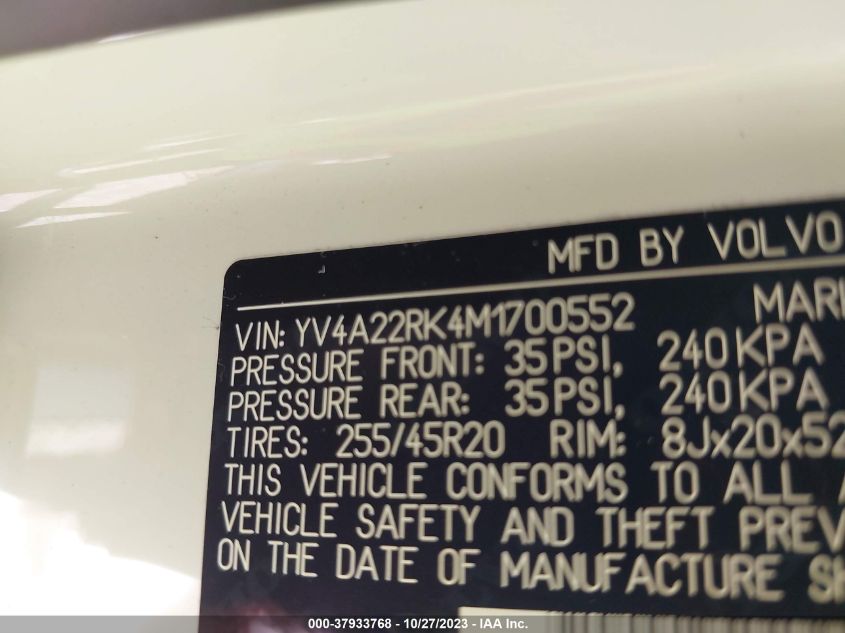 MFD BY VOLVO
VIN: YV4A22RK4M1700552 MARI
PRESSURE FRONT: 35PSI, 240KPA
PRESSURE REAR: 35PSI, 240KPA
TIRES: 255/45R20 RIM: 8Jx20x52
THIS VEHICLE CONFORMS TO ALL A
VEHICLE SAFETY AND THEFT PREV
ON THE DATE OF MANUFACTURE SH
000-37933768 | 10/27/2023 | IAA Inc.